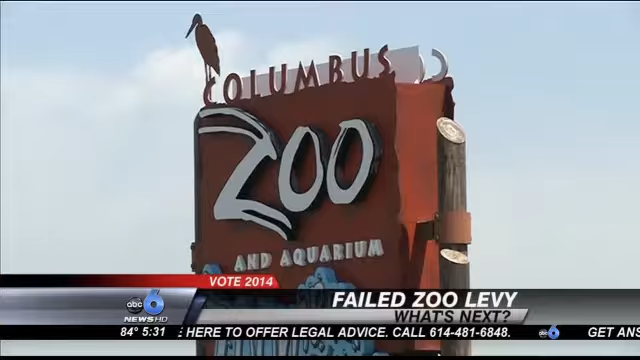 COLUMBUS
ZOO
AND AQUARIUM
VOTE 2014
abc 6
NEWS HD
FAILED ZOO LEVY
WHAT'S NEXT?
84° 5:31 HERE TO OFFER LEGAL ADVICE. CALL 614-481-6848. abc 6 GET ANS